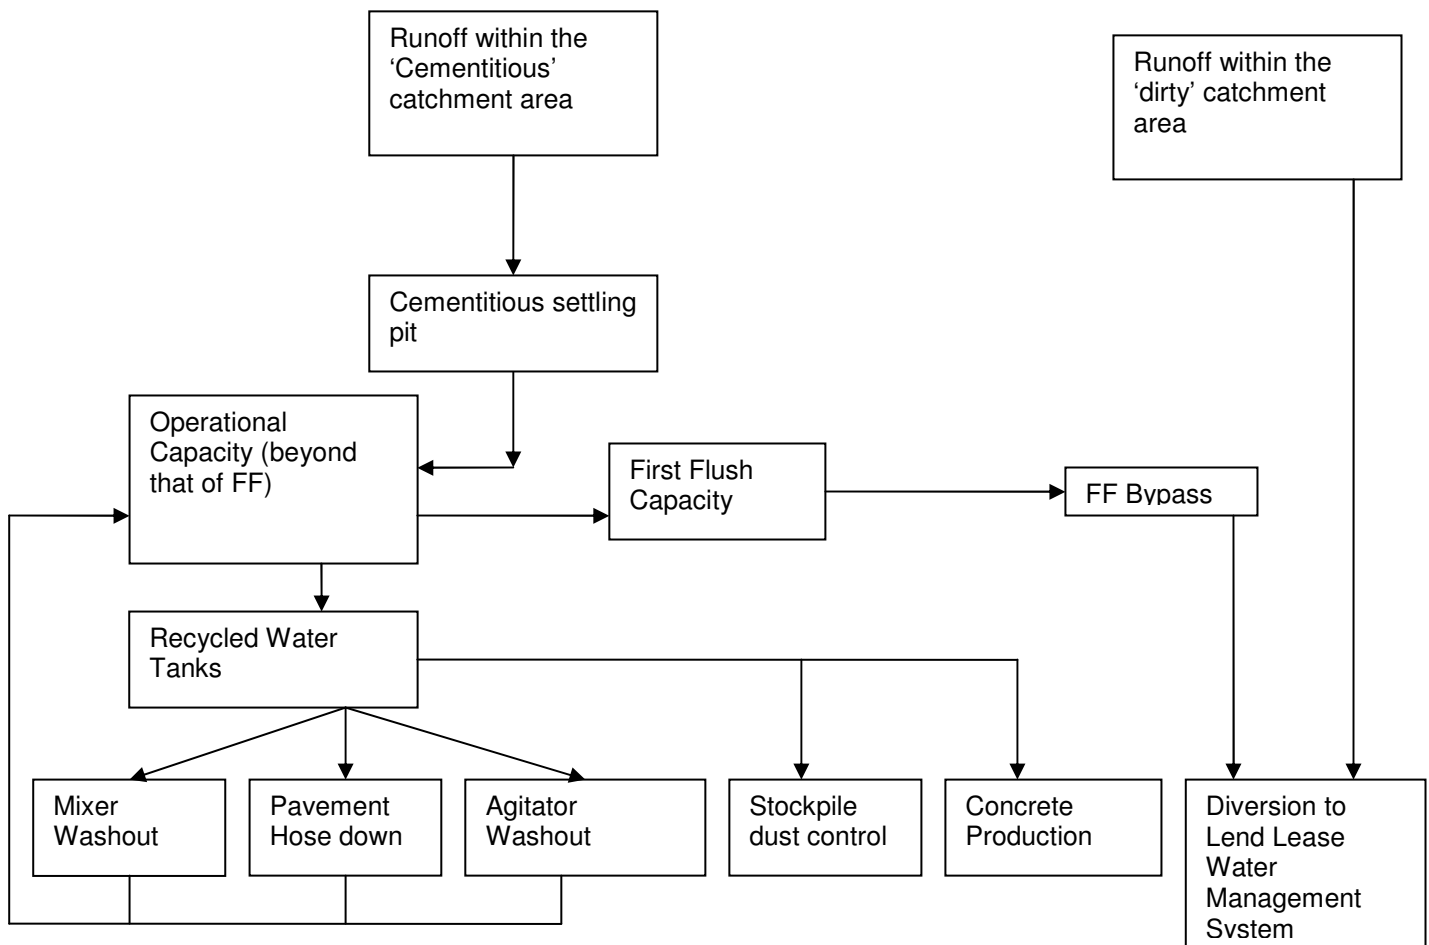 Runoff within the
‘Cementitious’
catchment area
Runoff within the
‘dirty’ catchment
area
Cementitious settling
pit
Operational
Capacity (beyond
that of FF)
First Flush
Capacity
FF Bypass
Recycled Water
Tanks
Mixer
Washout
Pavement
Hose down
Agitator
Washout
Stockpile
dust control
Concrete
Production
Diversion to
Lend Lease
Water
Management
System